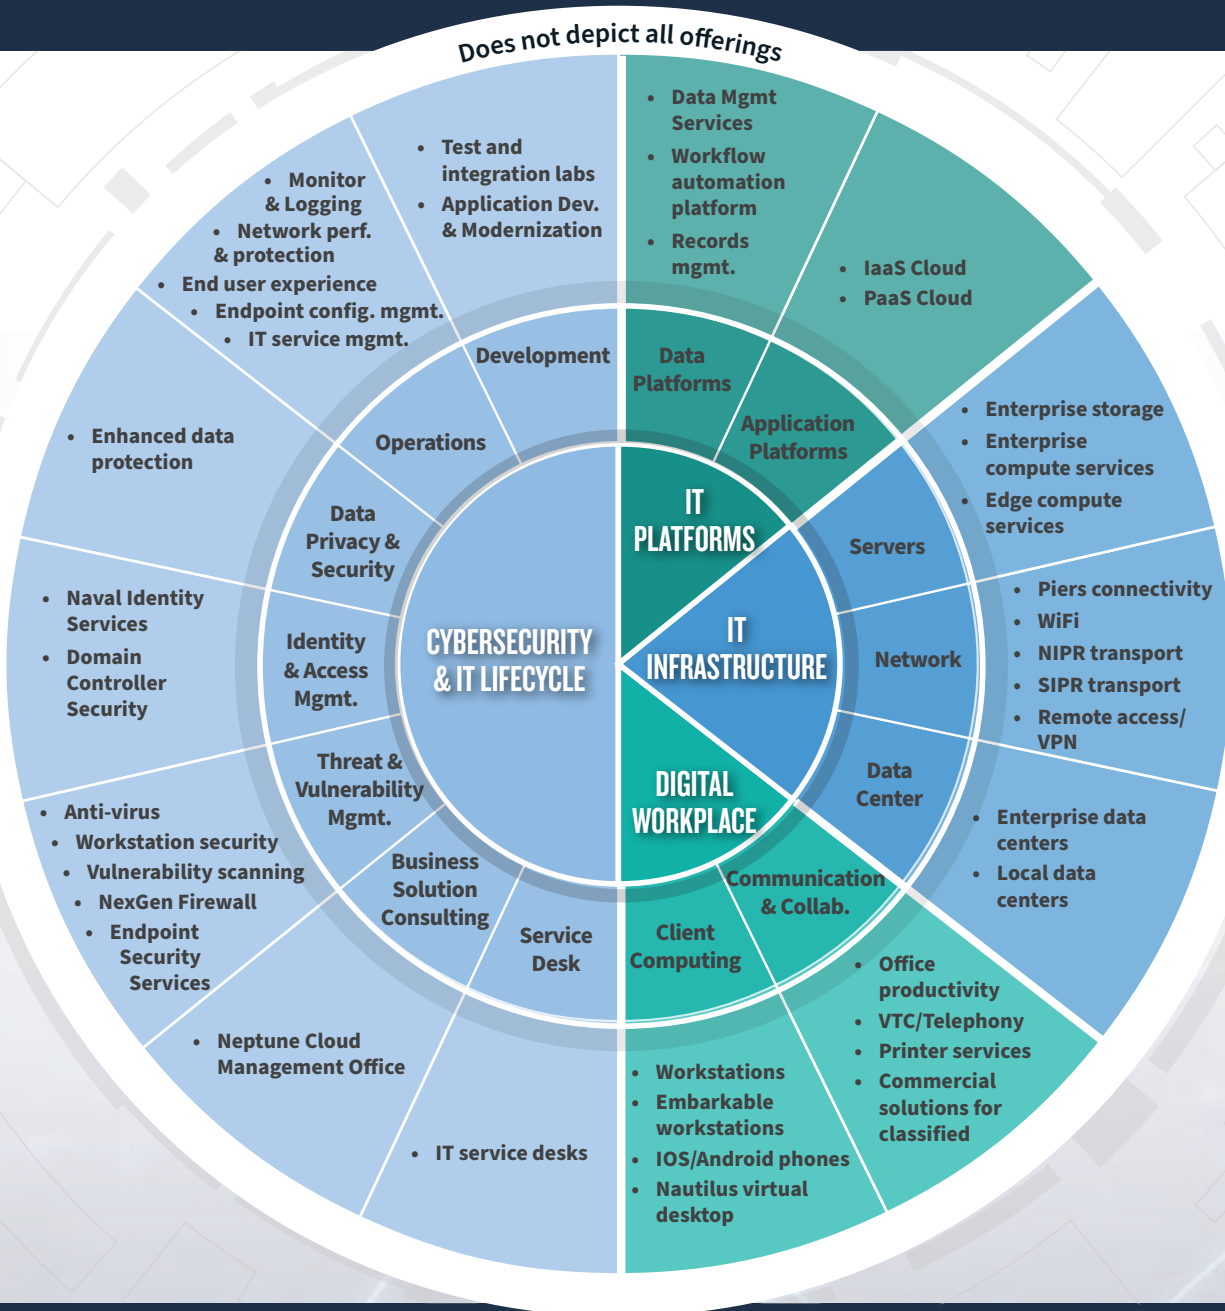 Does not depict all offerings
• Data Mgmt
Services
• Workflow
automation
platform
• Records
mgmt.
• IaaS Cloud
• PaaS Cloud
• Enterprise storage
• Enterprise
compute services
• Edge compute
services
• Piers connectivity
• WiFi
• NIPR transport
• SIPR transport
• Remote access/
VPN
• Enterprise data
centers
• Local data
centers
• Office
productivity
• VTC/Telephony
• Printer services
• Commercial
solutions for
classified
• Workstations
• Embarkable
workstations
• IOS/Android phones
• Nautilus virtual
desktop
• IT service desks
• Neptune Cloud
Management Office
• Anti-virus
• Workstation security
• Vulnerability scanning
• NexGen Firewall
• Endpoint
Security
Services
• Naval Identity
Services
• Domain
Controller
Security
• Enhanced data
protection
• Monitor
& Logging
• Network perf.
& protection
• End user experience
• Endpoint config. mgmt.
• IT service mgmt.
• Test and
integration labs
• Application Dev.
& Modernization
Development
Data
Platforms
Application
Platforms
Servers
Network
Data
Center
Communication
& Collab.
Client
Computing
Service
Desk
Business
Solution
Consulting
Threat &
Vulnerability
Mgmt.
Identity
& Access
Mgmt.
Data
Privacy &
Security
Operations
IT
PLATFORMS
IT
INFRASTRUCTURE
DIGITAL
WORKPLACE
CYBERSECURITY
& IT LIFECYCLE